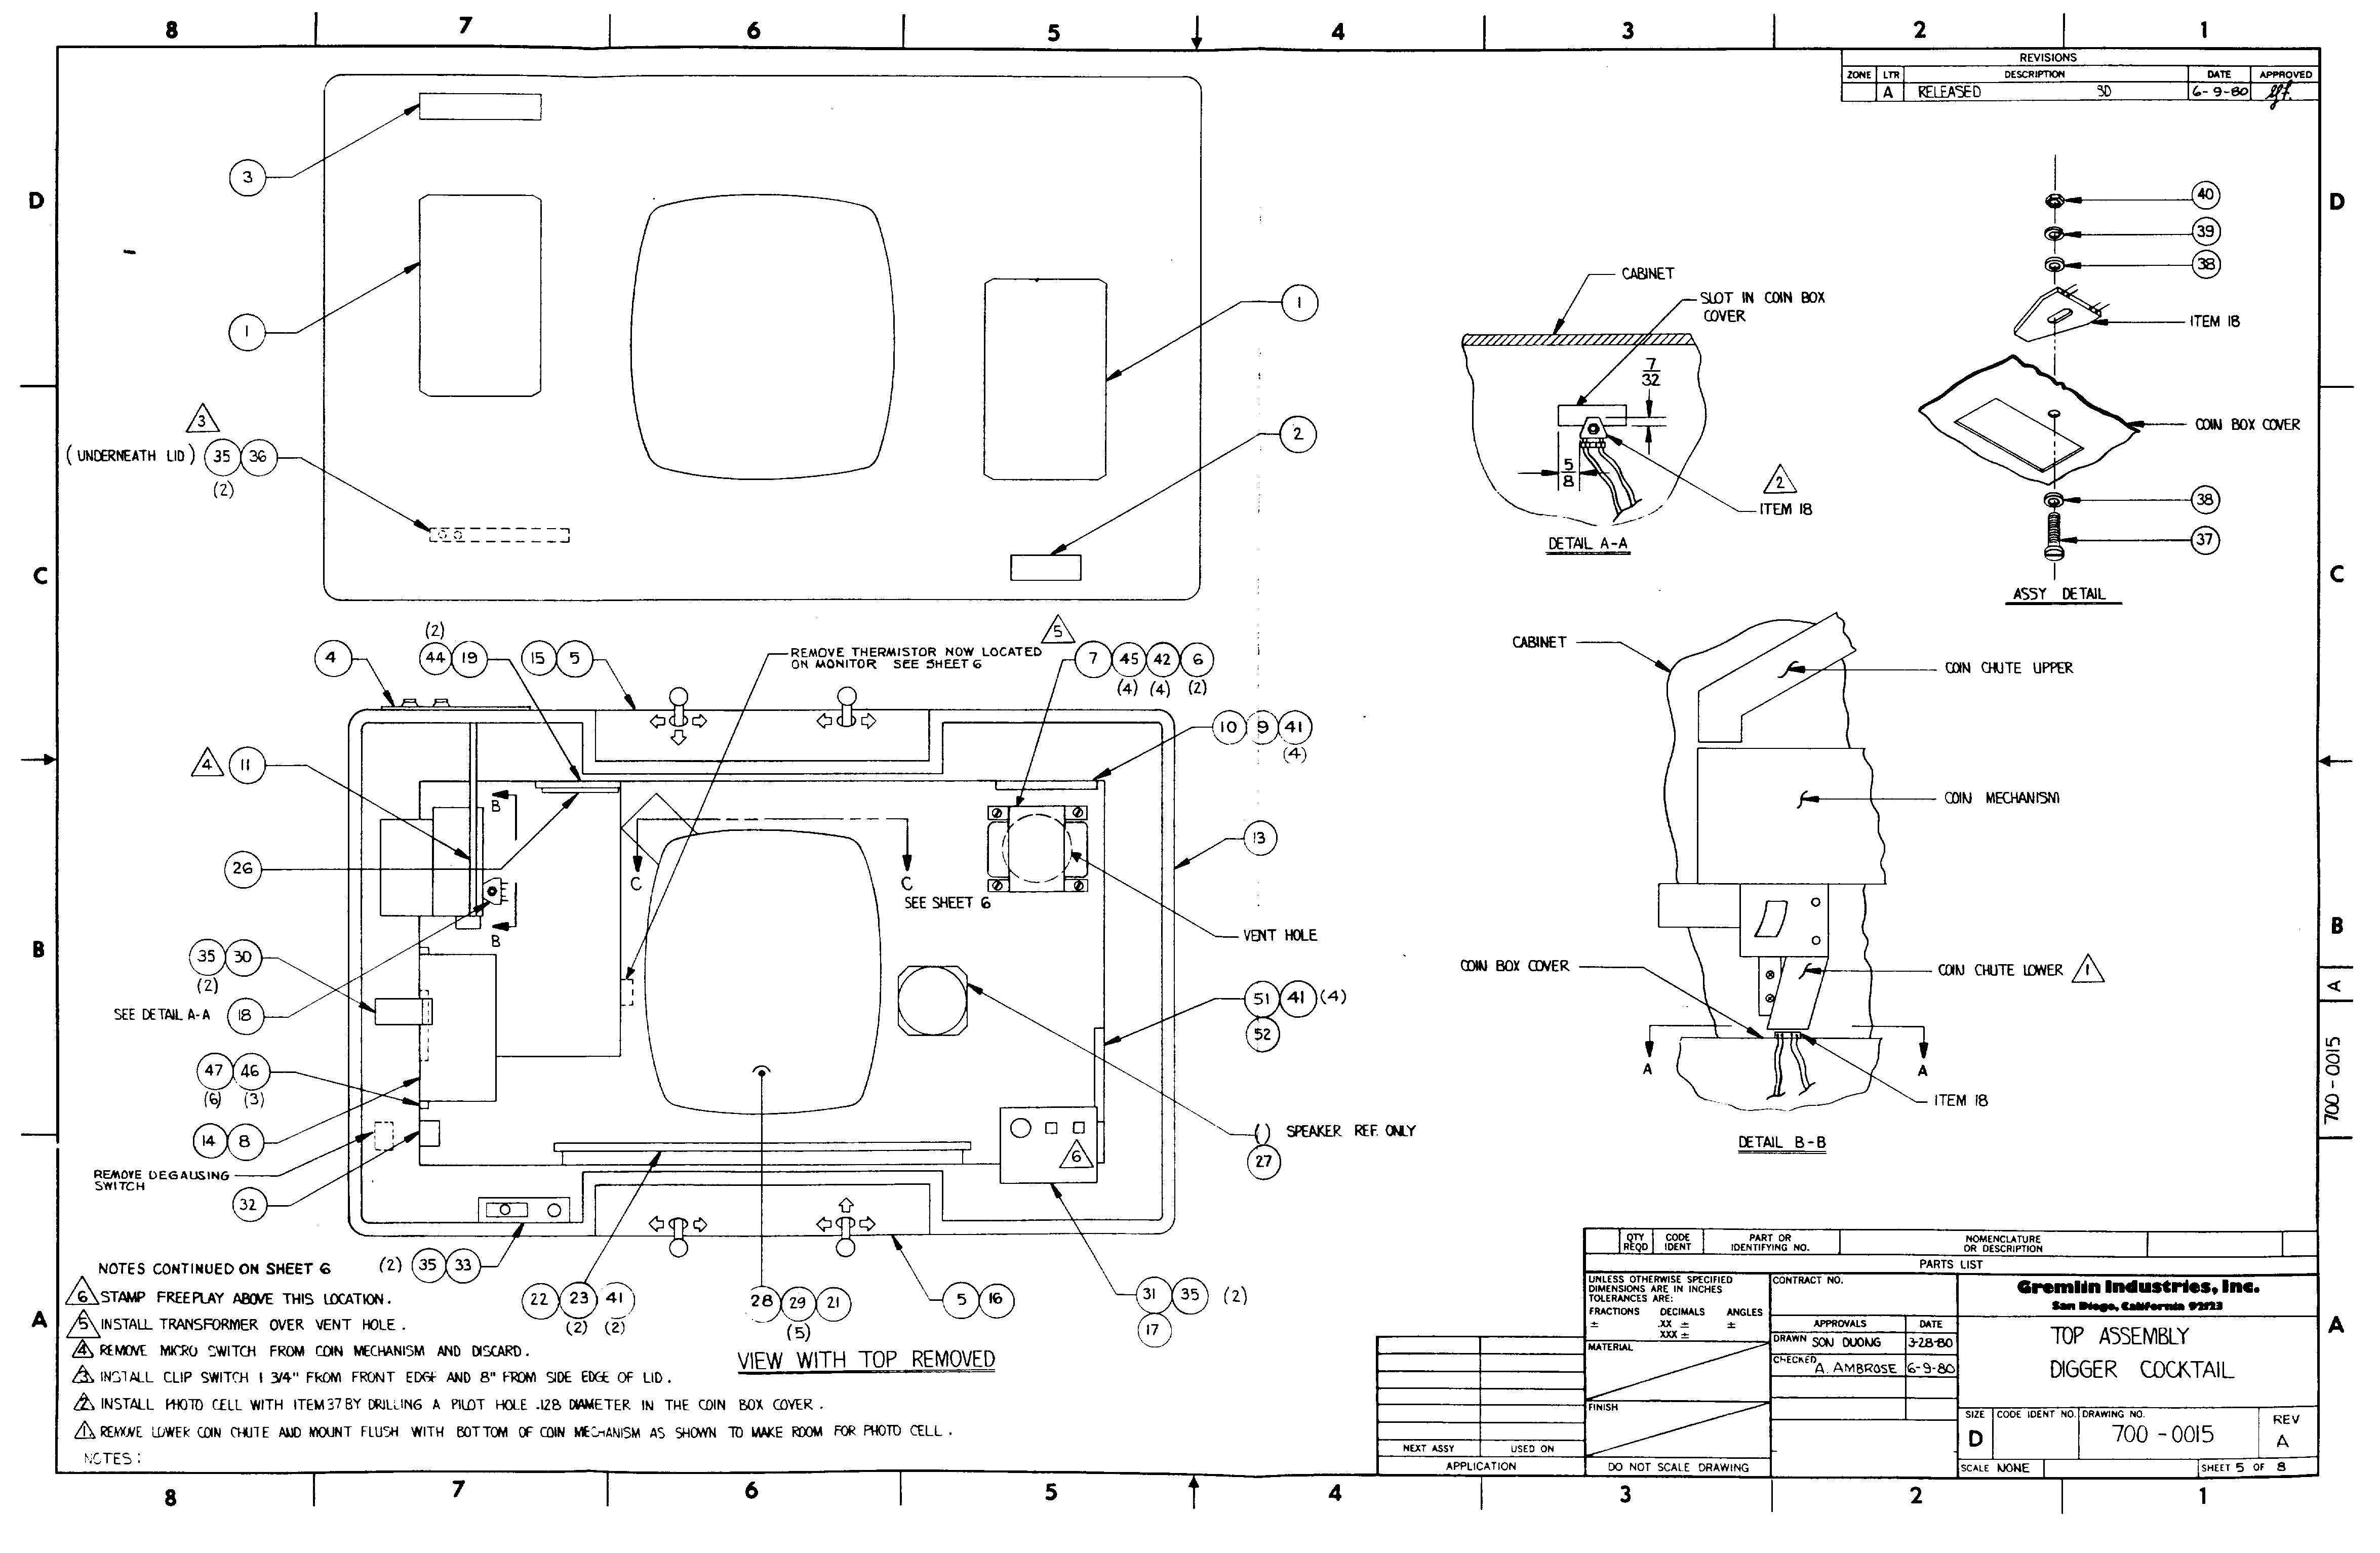 8 7 6 5 4 3 2 1
REVISIONS
ZONE LTR DESCRIPTION DATE APPROVED
A RELEASED 6-9-80
D
D
3
1
1
2
3
(UNDERNEATH LID) 35 36
(2)
CABINET
SLOT IN COIN BOX
COVER
7
32
5
8
2
ITEM 18
DETAIL A-A
40
39
38
ITEM 18
COIN BOX COVER
38
37
ASSY DETAIL
C
C
4
(2)
44 19
15 5
REMOVE THERMISTOR NOW LOCATED
ON MONITOR SEE SHEET 6
5
7 45 42 6
(4) (4) (2)
10 9 41
(4)
4 11
B
B
26
C
C
SEE SHEET 6
13
VENT HOLE
35 30
(2)
SEE DETAIL A-A 18
47 46
(6) (3)
14 8
REMOVE DEGAUSING
SWITCH
32
51 41 (4)
52
( ) SPEAKER REF. ONLY
27
6
(2) 35 33
22 23 41
(2) (2)
28 29 21
(5)
5 16
31 35 (2)
17
VIEW WITH TOP REMOVED
CABINET
COIN CHUTE UPPER
COIN MECHANISM
COIN BOX COVER
COIN CHUTE LOWER 1
A
A
ITEM 18
DETAIL B-B
B
B
A
700-0015
NOTES CONTINUED ON SHEET 6
6 STAMP FREEPLAY ABOVE THIS LOCATION.
5 INSTALL TRANSFORMER OVER VENT HOLE.
4 REMOVE MICRO SWITCH FROM COIN MECHANISM AND DISCARD.
3 INSTALL CLIP SWITCH 1 3/4" FROM FRONT EDGE AND 8" FROM SIDE EDGE OF LID.
2 INSTALL PHOTO CELL WITH ITEM 37 BY DRILLING A PILOT HOLE .128 DIAMETER IN THE COIN BOX COVER.
1 REMOVE LOWER COIN CHUTE AND MOUNT FLUSH WITH BOTTOM OF COIN MECHANISM AS SHOWN TO MAKE ROOM FOR PHOTO CELL.
NOTES:
A
A
QTY REQD CODE IDENT PART OR IDENTIFYING NO. NOMENCLATURE OR DESCRIPTION
PARTS LIST
UNLESS OTHERWISE SPECIFIED
DIMENSIONS ARE IN INCHES
TOLERANCES ARE:
FRACTIONS DECIMALS ANGLES
± .XX ± ±
XXX ±
MATERIAL
FINISH
DO NOT SCALE DRAWING
NEXT ASSY USED ON
APPLICATION
CONTRACT NO.
APPROVALS DATE
DRAWN SON DUONG 3-28-80
CHECKED A. AMBROSE 6-9-80
Gremlin Industries, Inc.
San Diego, California 92123
TOP ASSEMBLY
DIGGER COCKTAIL
SIZE D CODE IDENT NO. DRAWING NO. 700-0015 REV A
SCALE NONE SHEET 5 OF 8
8 7 6 5 4 3 2 1